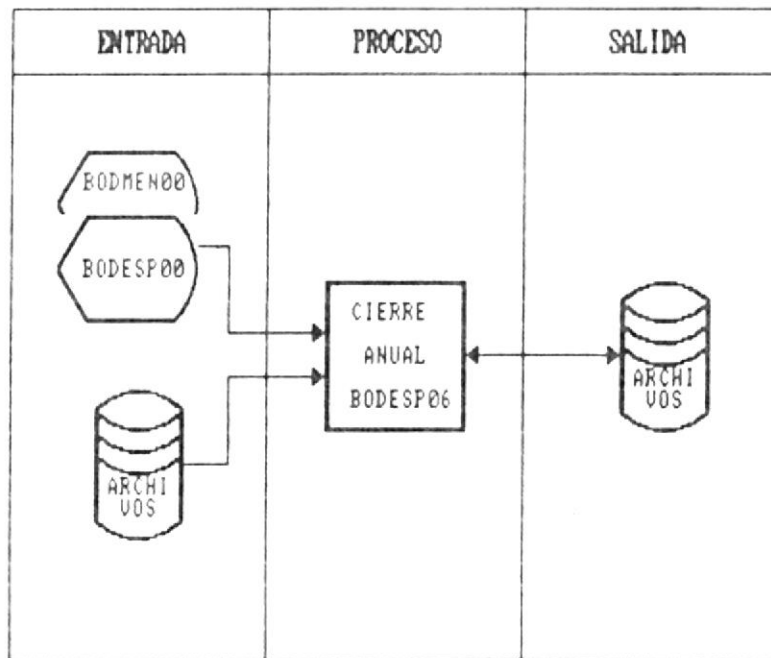 ENTRADA
PROCESO
SALIDA
BODMEN00
BODESP00
ARCHI
VOS
CIERRE
ANUAL
BODESP06
ARCHI
VOS